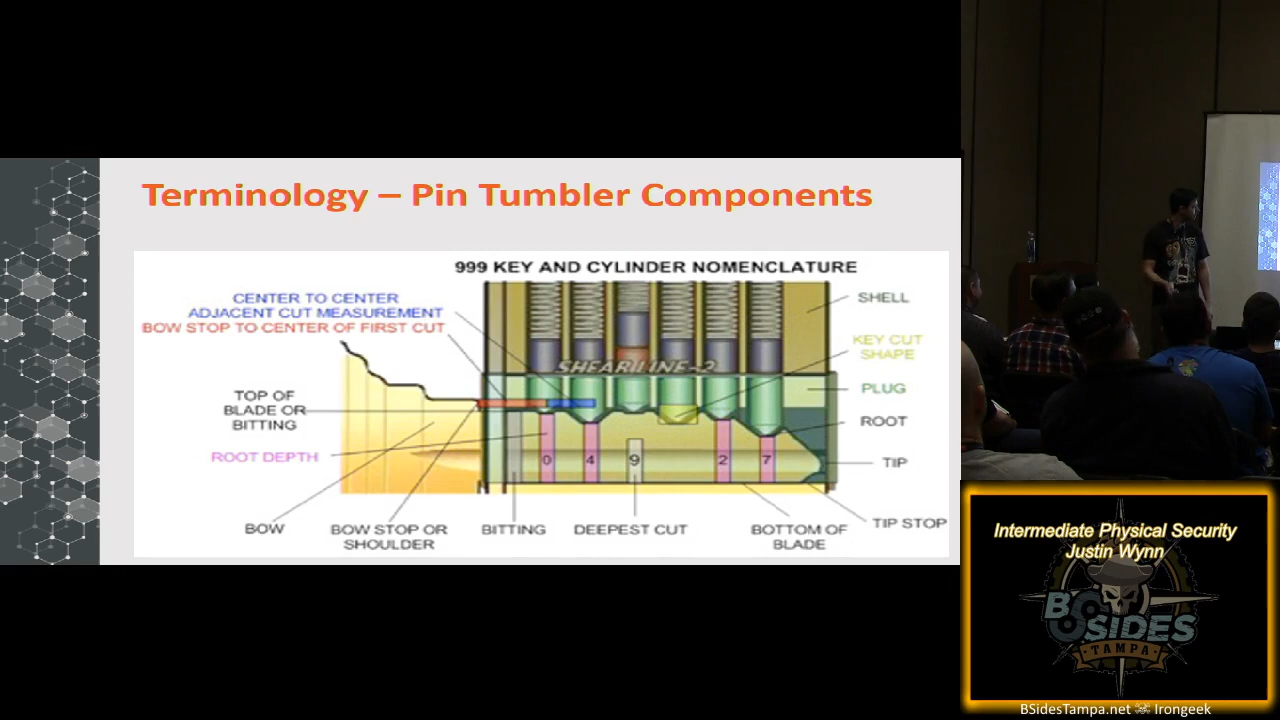 Terminology – Pin Tumbler Components
999 KEY AND CYLINDER NOMENCLATURE
CENTER TO CENTER
ADJACENT CUT MEASUREMENT
BOW STOP TO CENTER OF FIRST CUT
SHELL
KEY CUT
SHAPE
SHEAR LINE~2
PLUG
TOP OF
BLADE OR
BITTING
ROOT
ROOT DEPTH
0 4 9 2 7
TIP
BOW
BOW STOP OR
SHOULDER
BITTING
DEEPEST CUT
BOTTOM OF
BLADE
TIP STOP
Intermediate Physical Security
Justin Wynn
BSIDES
TAMPA
BSidesTampa.net Irongeek